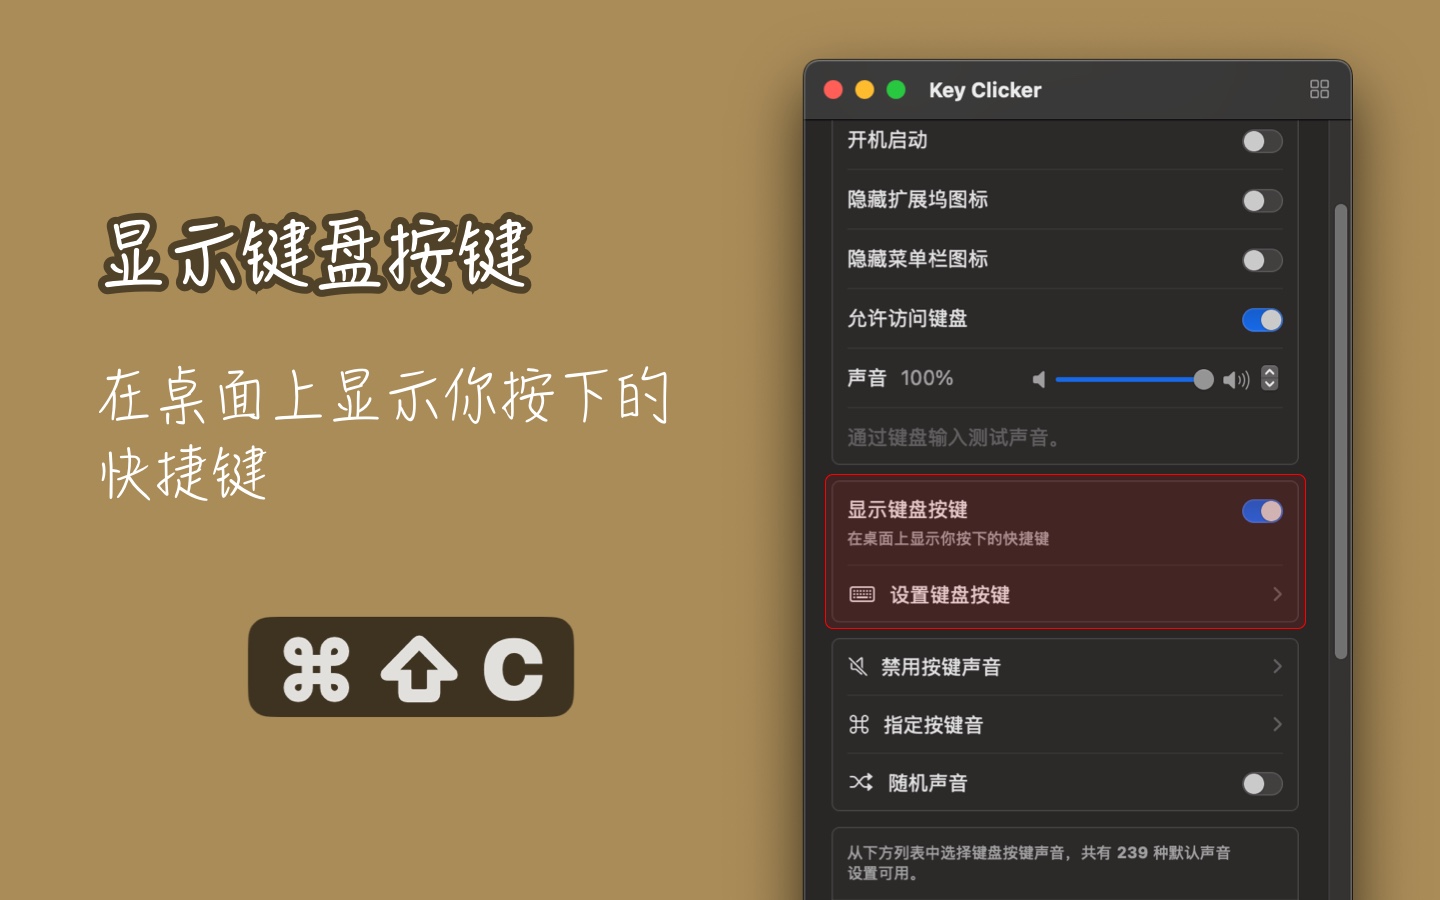 显示键盘按键
在桌面上显示你按下的
快捷键
⌘ ⇧ C
Key Clicker
开机启动
隐藏扩展坞图标
隐藏菜单栏图标
允许访问键盘
声音 100%
通过键盘输入测试声音。
显示键盘按键
在桌面上显示你按下的快捷键
设置键盘按键
禁用按键声音
指定按键音
随机声音
从下方列表中选择键盘按键声音，共有 239 种默认声音
设置可用。